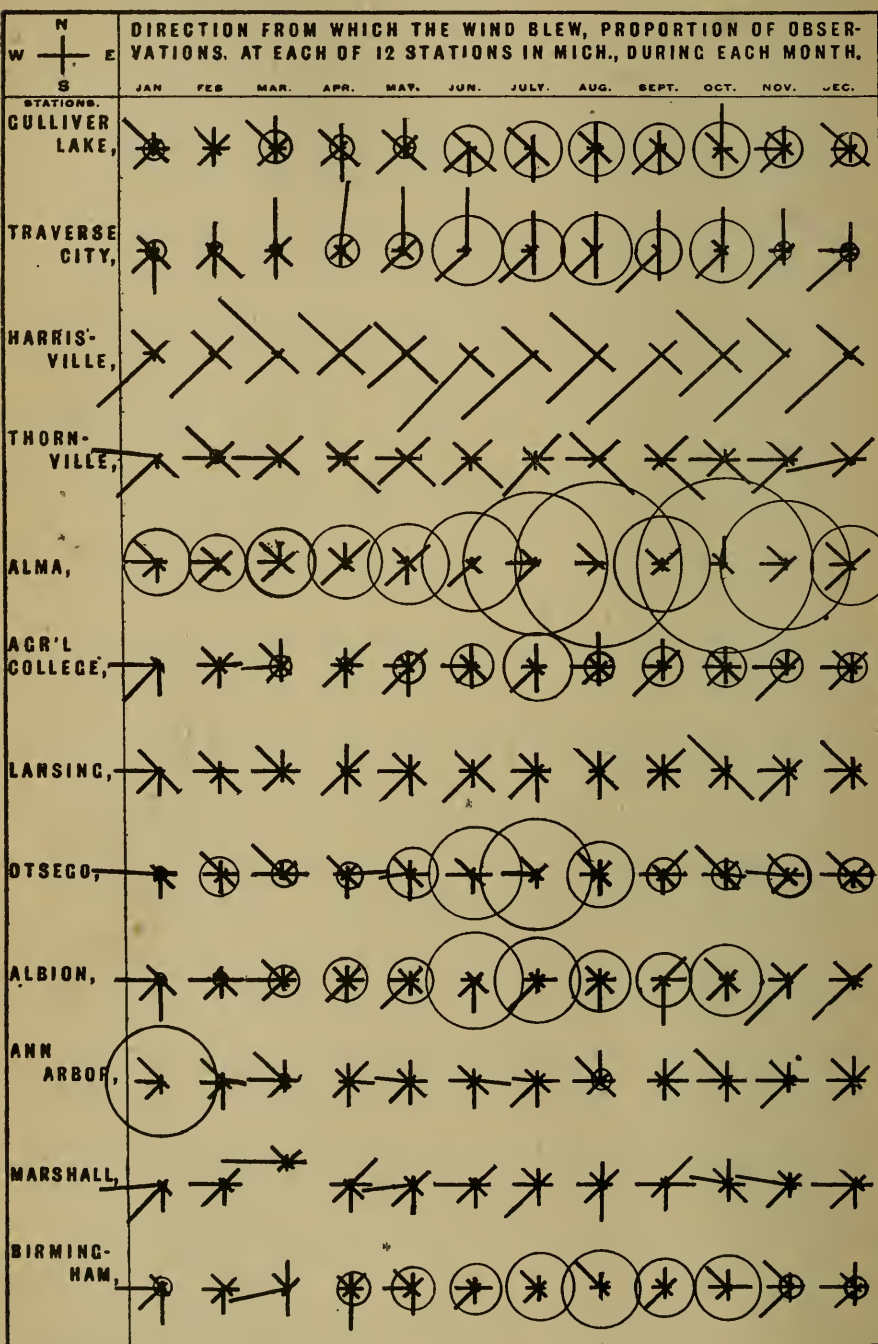 N
W E
S
DIRECTION FROM WHICH THE WIND BLEW, PROPORTION OF OBSER-
VATIONS. AT EACH OF 12 STATIONS IN MICH., DURING EACH MONTH.
JAN FEB MAR. APR. MAY. JUN. JULY. AUG. SEPT. OCT. NOV. DEC.
STATIONS.
GULLIVER
LAKE,
TRAVERSE
CITY,
HARRIS-
VILLE,
THORN-
VILLE,
ALMA,
AGR'L
COLLEGE,
LANSING,
OTSEGO,
ALBION,
ANN
ARBOR,
MARSHALL,
BIRMING-
HAM,